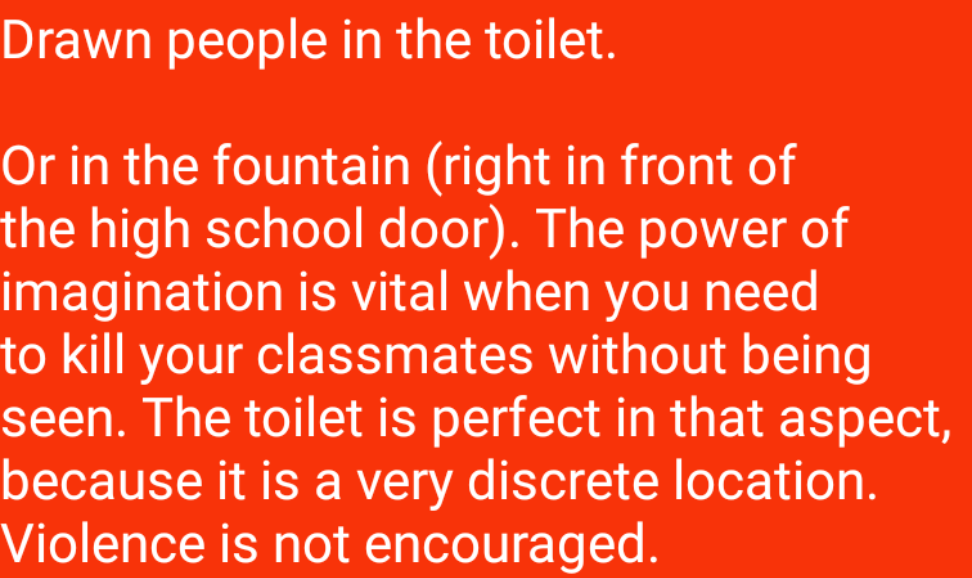 Drawn people in the toilet.
Or in the fountain (right in front of
the high school door). The power of
imagination is vital when you need
to kill your classmates without being
seen. The toilet is perfect in that aspect,
because it is a very discrete location.
Violence is not encouraged.